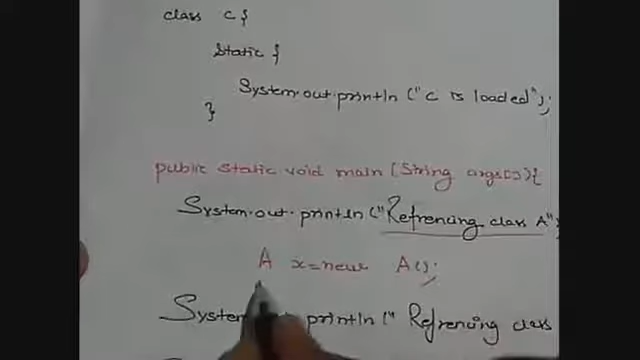 class C{
static {
System.out.println ("C is loaded");
}
public static void main (String args[]){
System.out.println ("Refrencing class A"
A x=new A();
System println (" Refrencing class